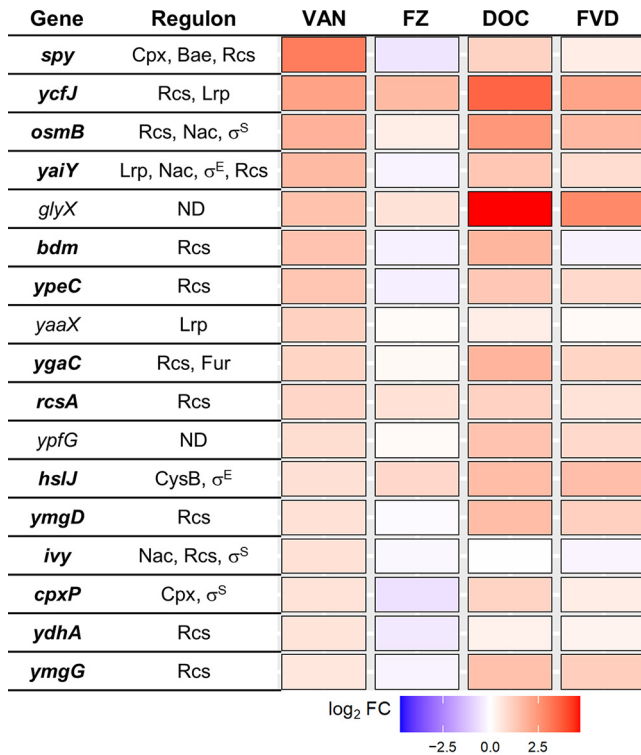 Gene Regulon VAN FZ DOC FVD
spy Cpx, Bae, Rcs
ycfJ Rcs, Lrp
osmB Rcs, Nac, σS
yaiY Lrp, Nac, σE, Rcs
glyX ND
bdm Rcs
ypeC Rcs
yaaX Lrp
ygaC Rcs, Fur
rcsA Rcs
ypfG ND
hslJ CysB, σE
ymgD Rcs
ivy Nac, Rcs, σS
cpxP Cpx, σS
ydhA Rcs
ymgG Rcs
log2 FC
−2.5 0.0 2.5